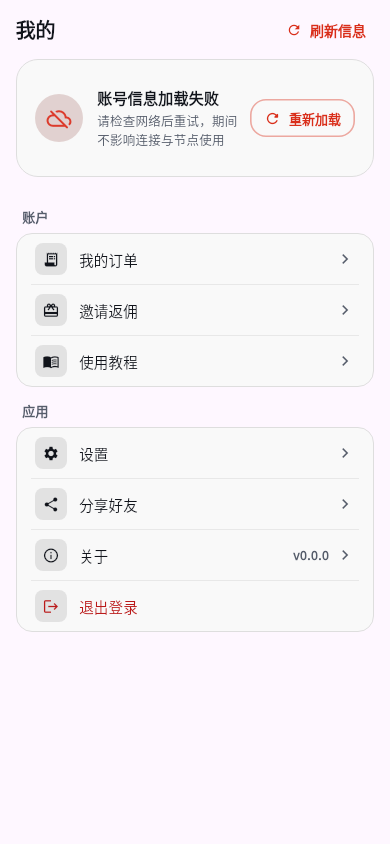 我的
刷新信息
账号信息加载失败
请检查网络后重试，期间
不影响连接与节点使用
重新加载
账户
我的订单
邀请返佣
使用教程
应用
设置
分享好友
关于
v0.0.0
退出登录